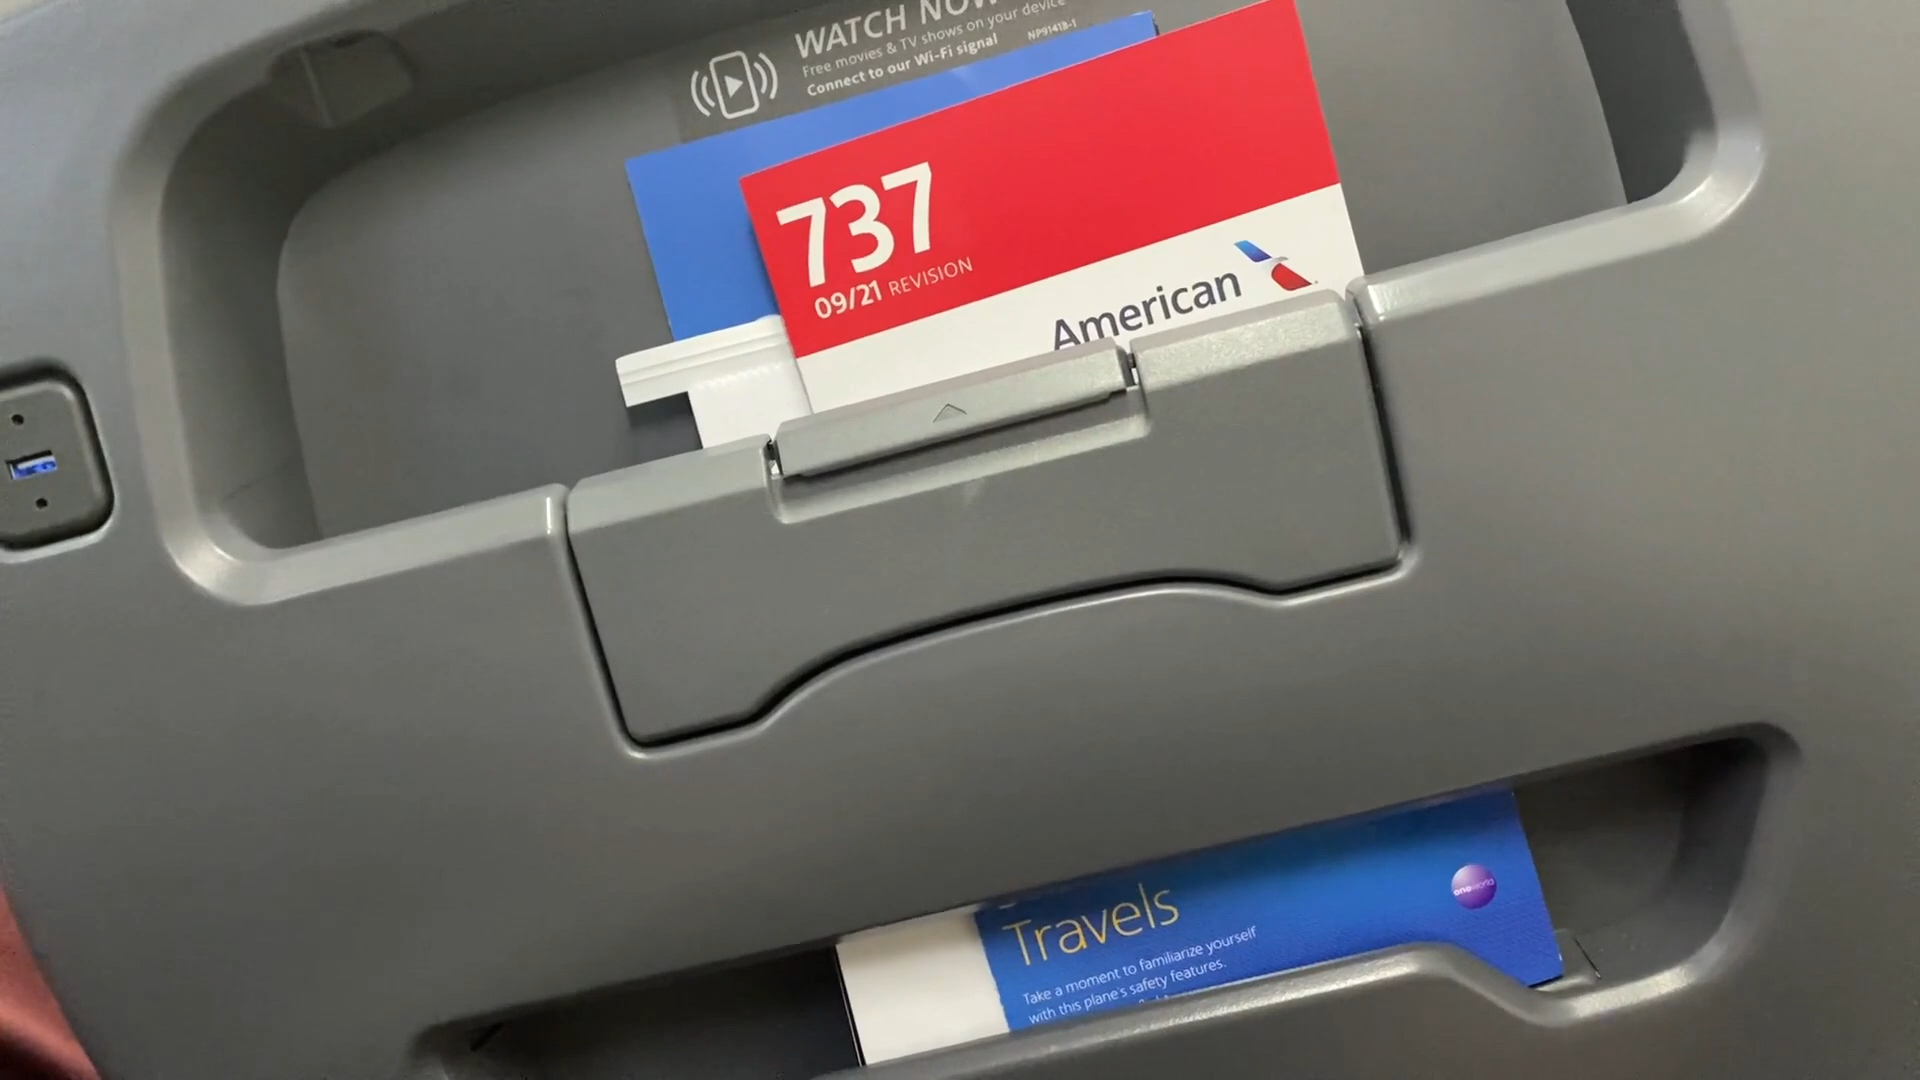 WATCH NOW
Free movies & TV shows on your device
Connect to our Wi-Fi signal
NP9141B-1
737
09/21 REVISION
American
Travels
oneworld
Take a moment to familiarize yourself
with this plane's safety features.